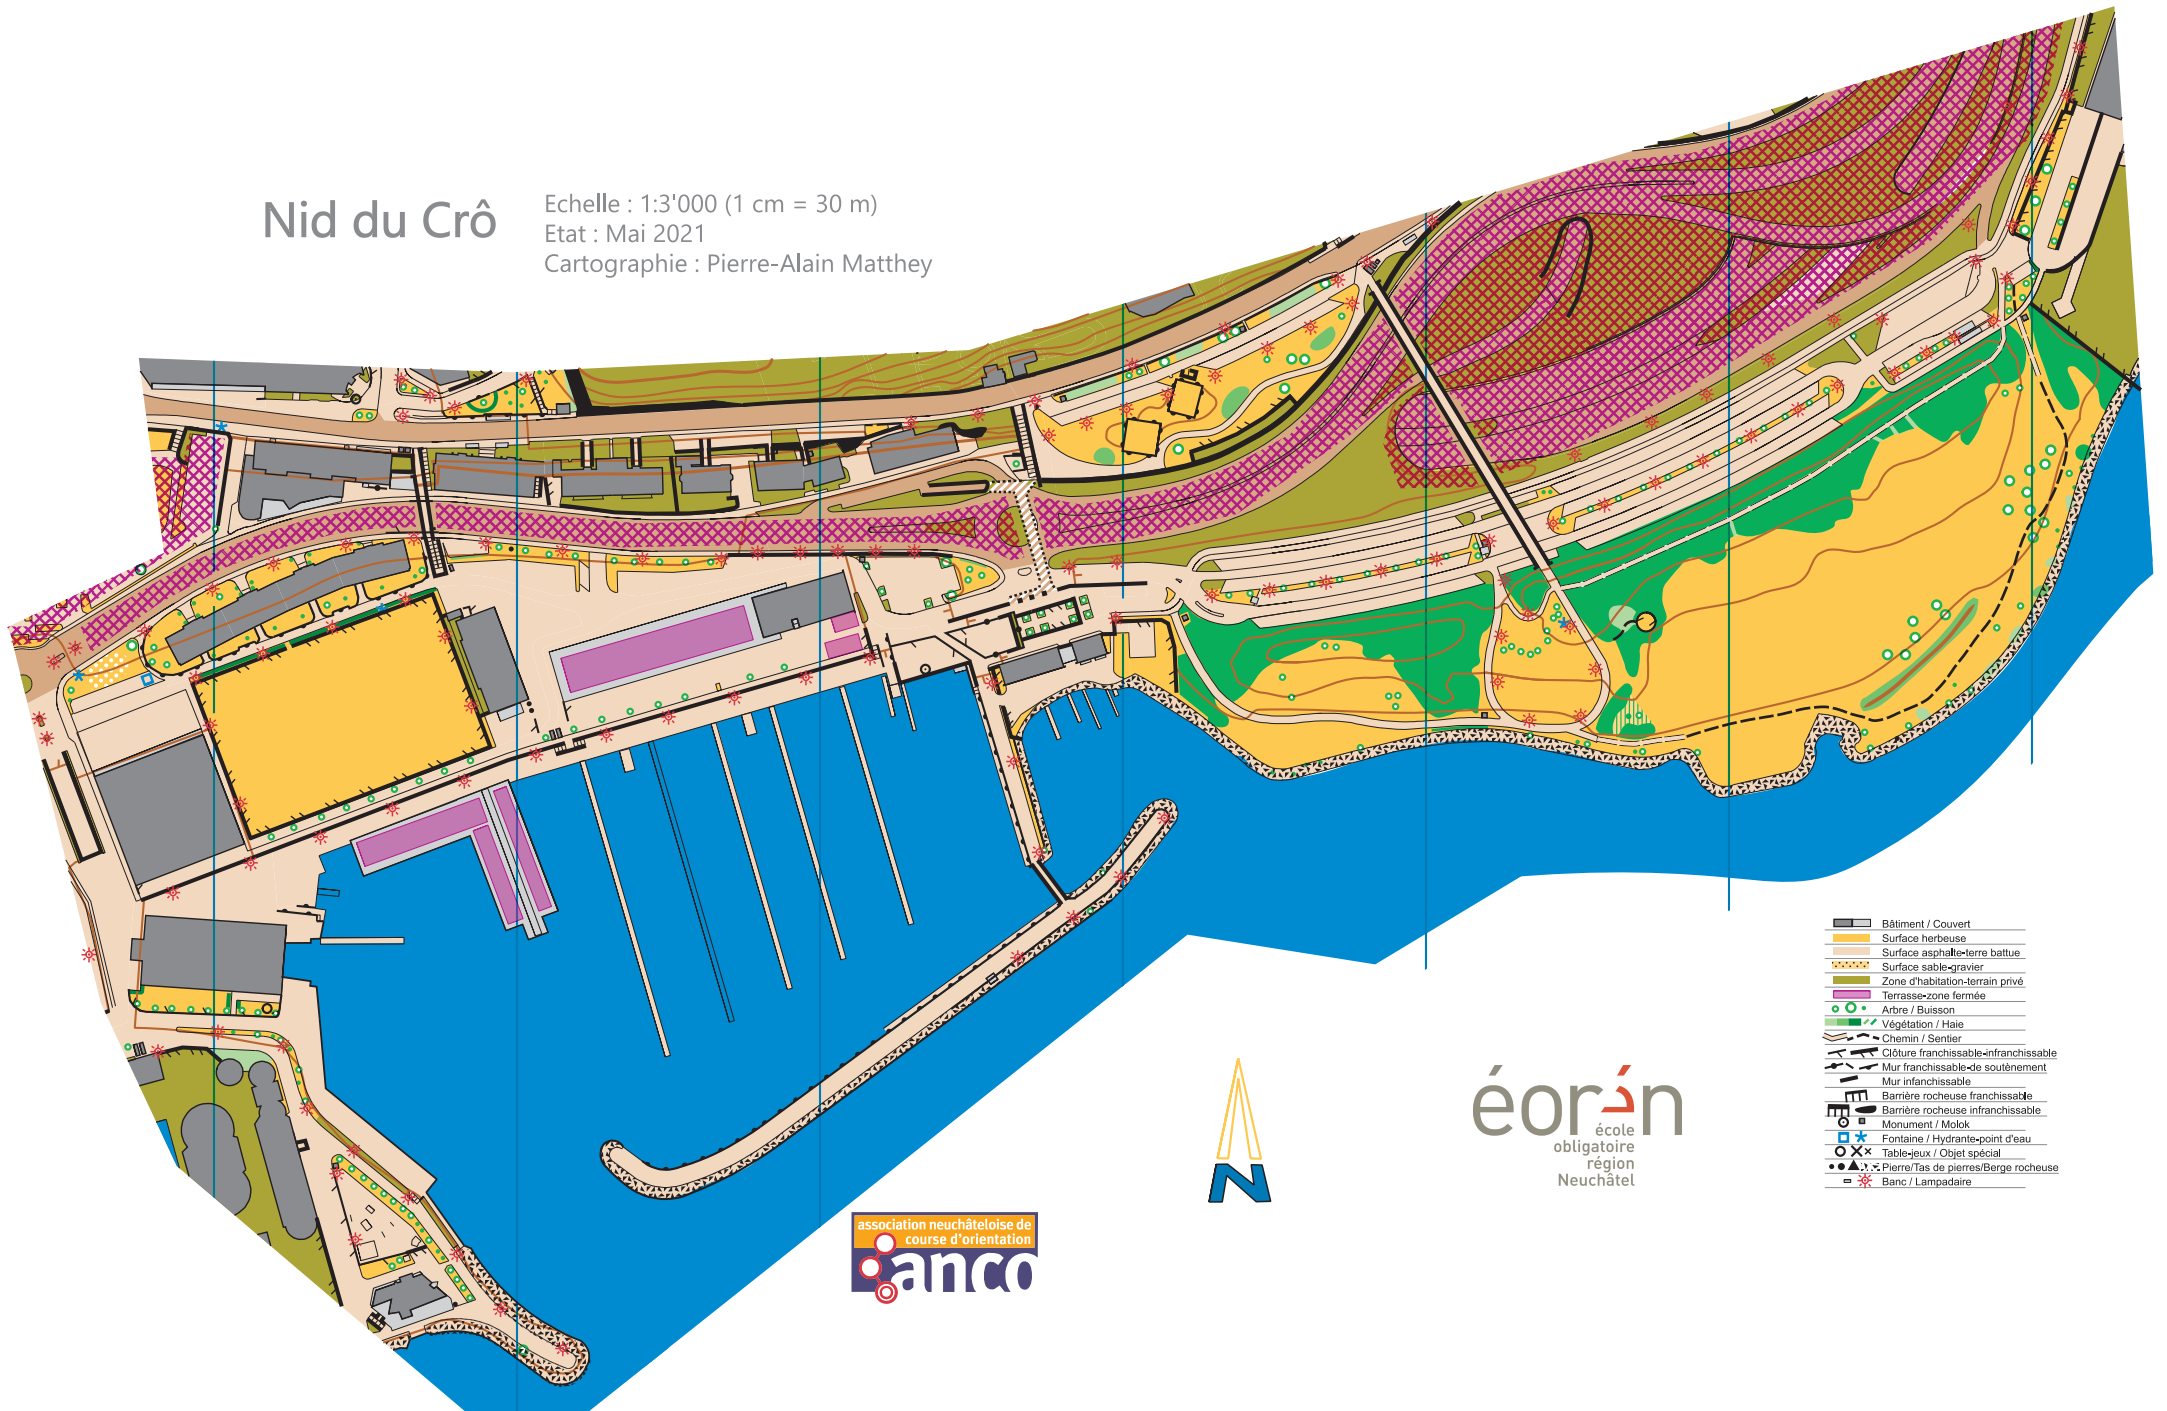 Nid du Crô
Echelle : 1:3'000 (1 cm = 30 m)
Etat : Mai 2021
Cartographie : Pierre-Alain Matthey
Bâtiment / Couvert
Surface herbeuse
Surface asphalte-terre battue
Surface sable-gravier
Zone d'habitation-terrain privé
Terrasse-zone fermée
Arbre / Buisson
Végétation / Haie
Chemin / Sentier
Clôture franchissable-infranchissable
Mur franchissable-de soutènement
Mur infanchissable
Barrière rocheuse franchissable
Barrière rocheuse infranchissable
Monument / Molok
Fontaine / Hydrante-point d'eau
Table-jeux / Objet spécial
Pierre/Tas de pierres/Berge rocheuse
Banc / Lampadaire
N
éorén
école
obligatoire
région
Neuchâtel
association neuchâteloise de
course d'orientation
anco